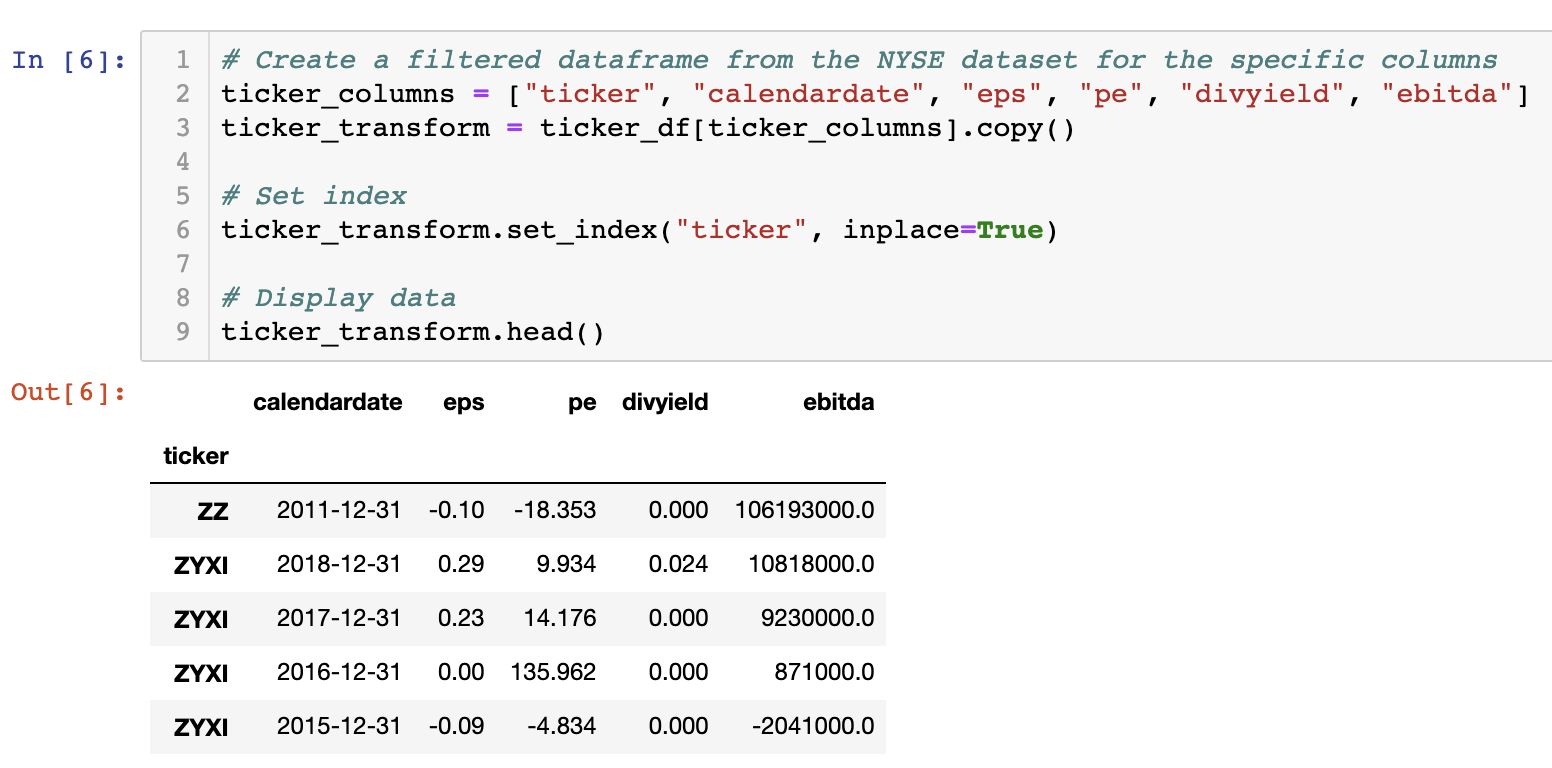 In [6]:
1 # Create a filtered dataframe from the NYSE dataset for the specific columns
2 ticker_columns = ["ticker", "calendardate", "eps", "pe", "divyield", "ebitda"]
3 ticker_transform = ticker_df[ticker_columns].copy()
4
5 # Set index
6 ticker_transform.set_index("ticker", inplace=True)
7
8 # Display data
9 ticker_transform.head()
Out[6]:
calendardate eps pe divyield ebitda
ticker
ZZ 2011-12-31 -0.10 -18.353 0.000 106193000.0
ZYXI 2018-12-31 0.29 9.934 0.024 10818000.0
ZYXI 2017-12-31 0.23 14.176 0.000 9230000.0
ZYXI 2016-12-31 0.00 135.962 0.000 871000.0
ZYXI 2015-12-31 -0.09 -4.834 0.000 -2041000.0